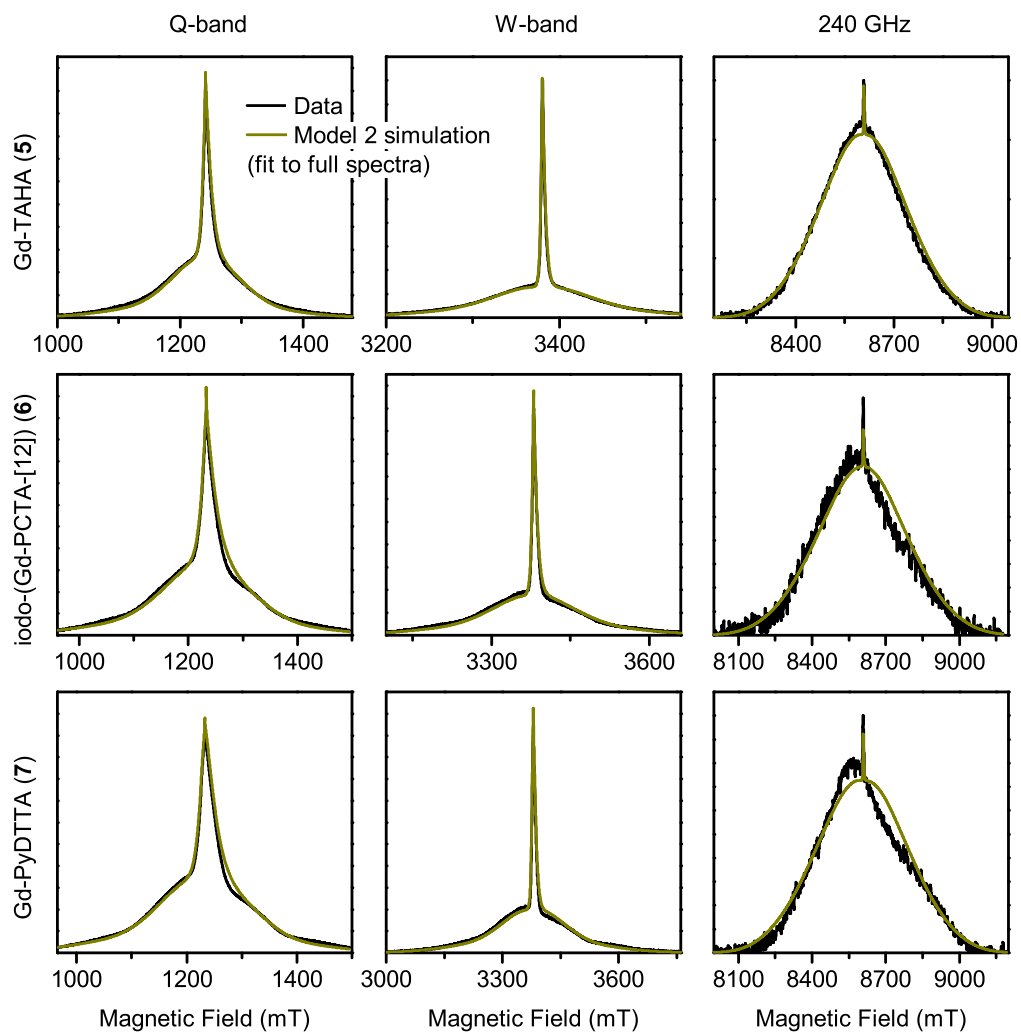 Q-band
W-band
240 GHz
Gd-TAHA (5)
Data
Model 2 simulation
(fit to full spectra)
1000
1200
1400
3200
3400
8400
8700
9000
iodo-(Gd-PCTA-[12]) (6)
1000
1200
1400
3300
3600
8100
8400
8700
9000
Gd-PyDTTA (7)
1000
1200
1400
3000
3300
3600
8100
8400
8700
9000
Magnetic Field (mT)
Magnetic Field (mT)
Magnetic Field (mT)